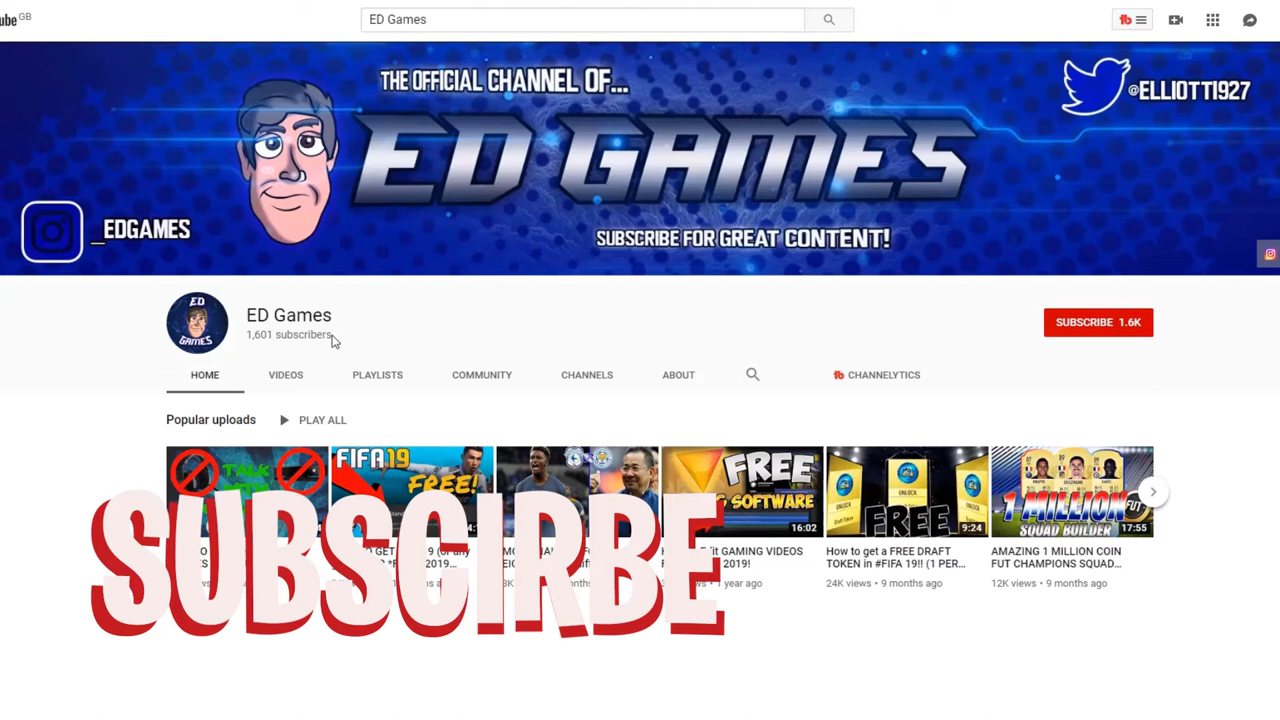 ube GB
ED Games
THE OFFICIAL CHANNEL OF...
@ELLIOTT1927
ED GAMES
_EDGAMES
SUBSCRIBE FOR GREAT CONTENT!
ED
GAMES
ED Games
1,601 subscribers
SUBSCRIBE 1.6K
HOME VIDEOS PLAYLISTS COMMUNITY CHANNELS ABOUT CHANNELYTICS
Popular uploads PLAY ALL
TALK
FIFA19
FREE!
FREE
SOFTWARE
16:02
UNLOCK
FREE
9:24
1 MILLION
SQUAD BUILDER
FUT
17:55
SUBSCIRBE
GAMING VIDEOS
2019!
1 year ago
How to get a FREE DRAFT
TOKEN in #FIFA 19!! (1 PER...
24K views • 9 months ago
AMAZING 1 MILLION COIN
FUT CHAMPIONS SQUAD...
12K views • 9 months ago